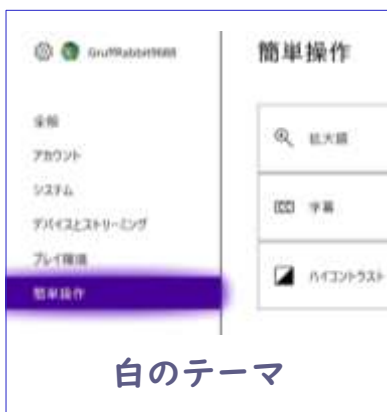 簡単操作
全般
アカウント
システム
デバイスとストリーミング
プレイ環境
簡単操作
拡大鏡
字幕
ハイコントラスト
白のテーマ